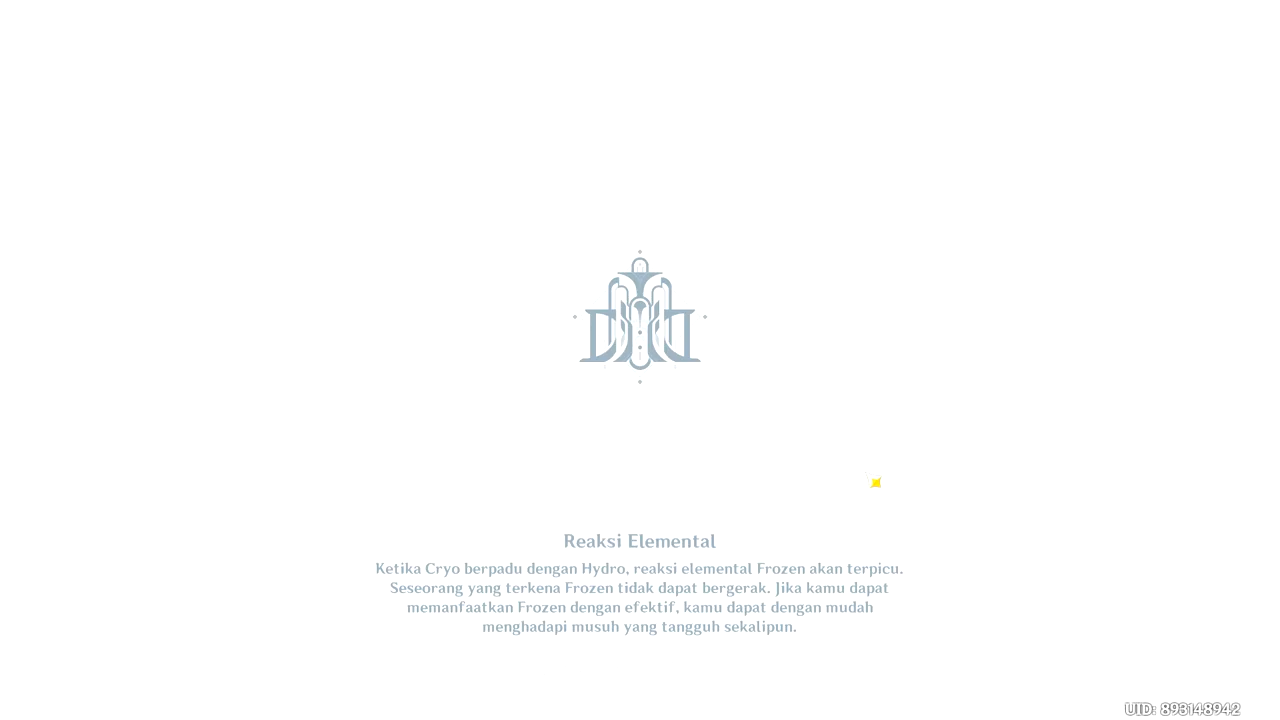 Reaksi Elemental
Ketika Cryo berpadu dengan Hydro, reaksi elemental Frozen akan terpicu.
Seseorang yang terkena Frozen tidak dapat bergerak. Jika kamu dapat
memanfaatkan Frozen dengan efektif, kamu dapat dengan mudah
menghadapi musuh yang tangguh sekalipun.
UID: 893148942